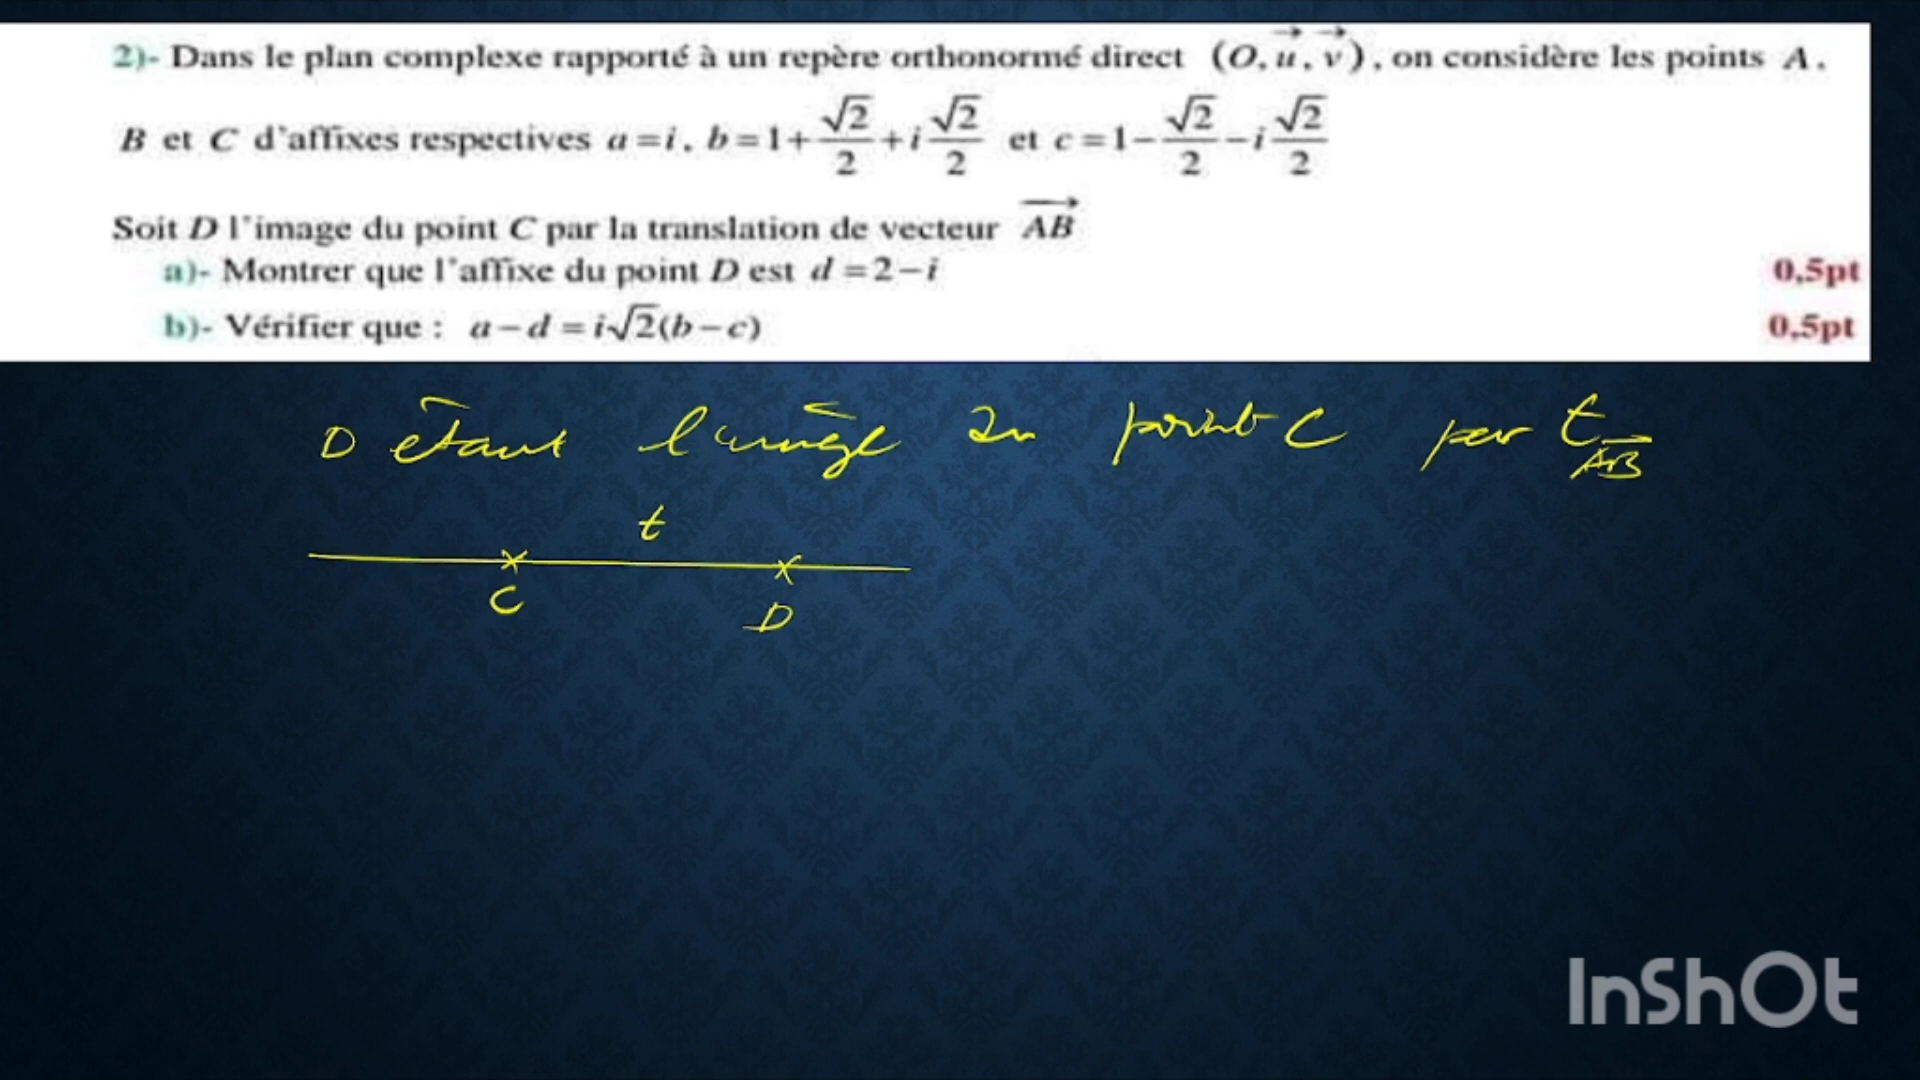 2)- Dans le plan complexe rapporté à un repère orthonormé direct (O, u⃗, v⃗), on considère les points A,
B et C d'affixes respectives a = i, b = 1 + √2/2 + i √2/2 et c = 1 − √2/2 − i √2/2
Soit D l'image du point C par la translation de vecteur A⃗B⃗
a)- Montrer que l'affixe du point D est d = 2 − i 0,5pt
b)- Vérifier que : a − d = i√2(b − c) 0,5pt
D étant l'image du point C par t A⃗B⃗
t
C D
InShOt